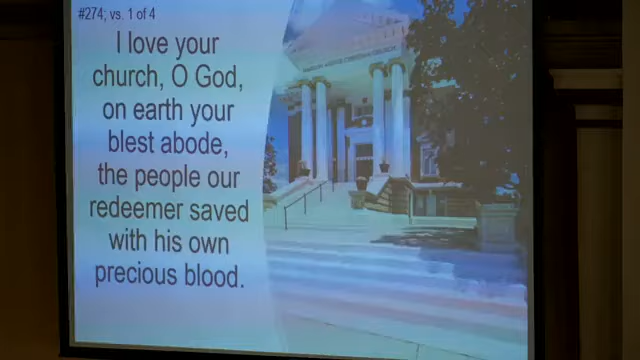 #274; vs. 1 of 4
I love your
church, O God,
on earth your
blest abode,
the people our
redeemer saved
with his own
precious blood.